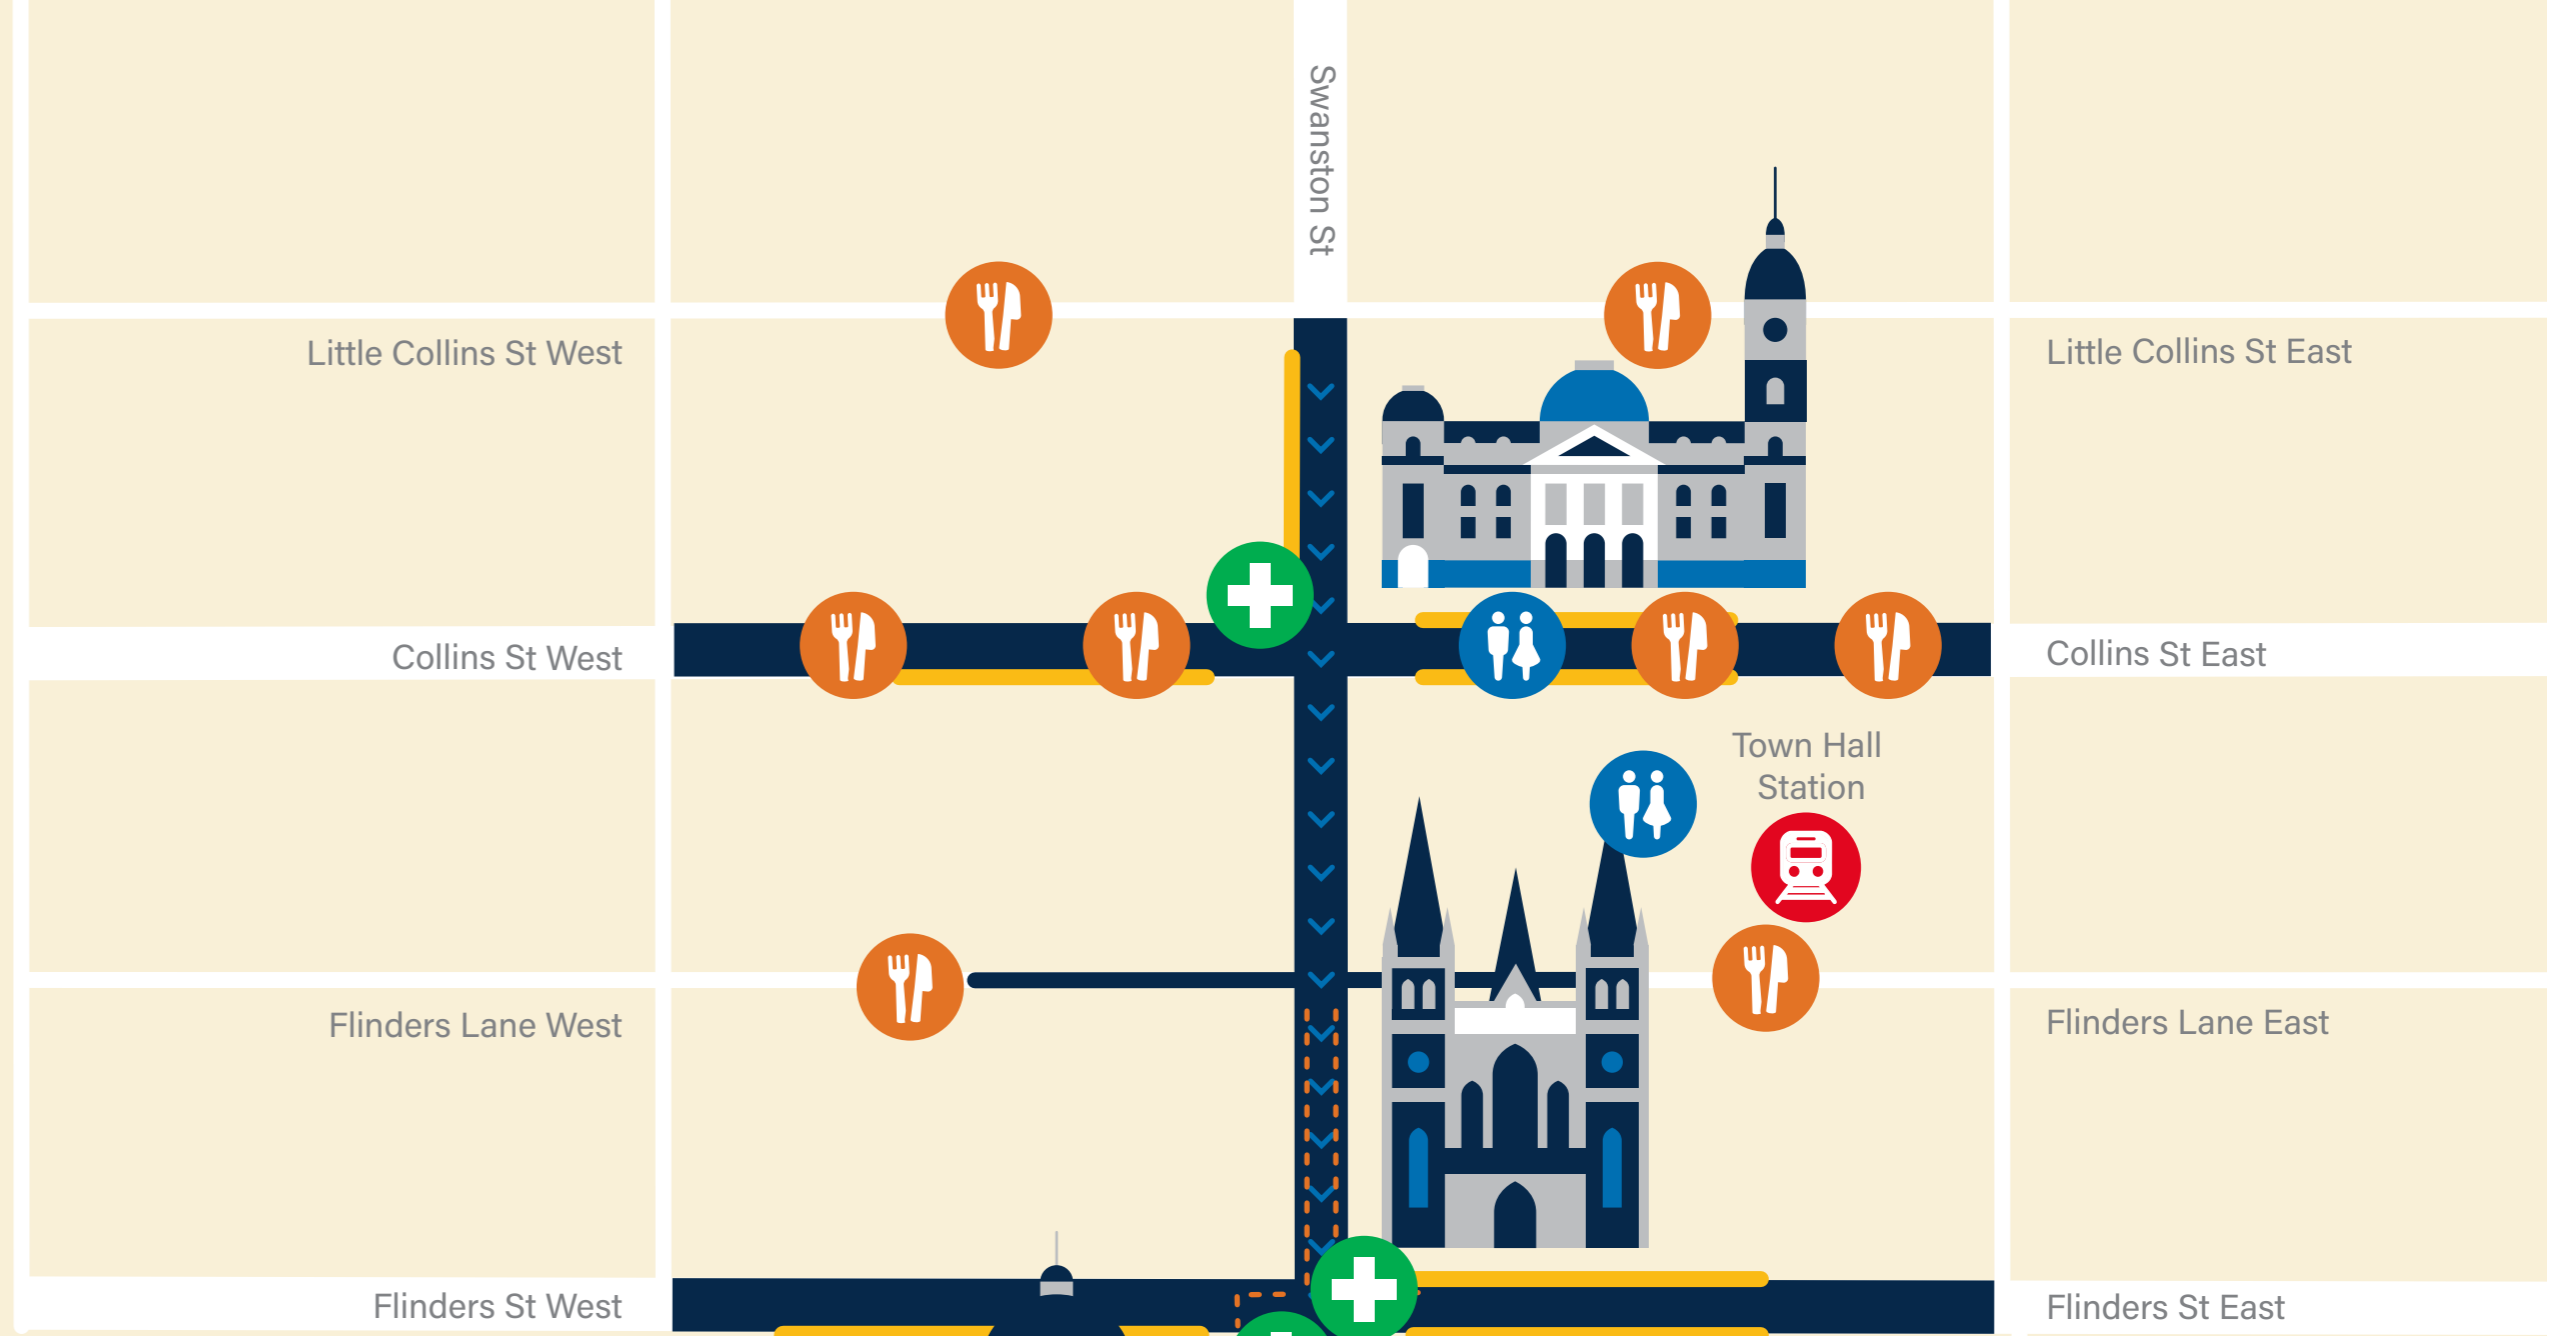 Swanston St
Little Collins St West
Little Collins St East
Collins St West
Collins St East
Town Hall
Station
Flinders Lane West
Flinders Lane East
Flinders St West
Flinders St East